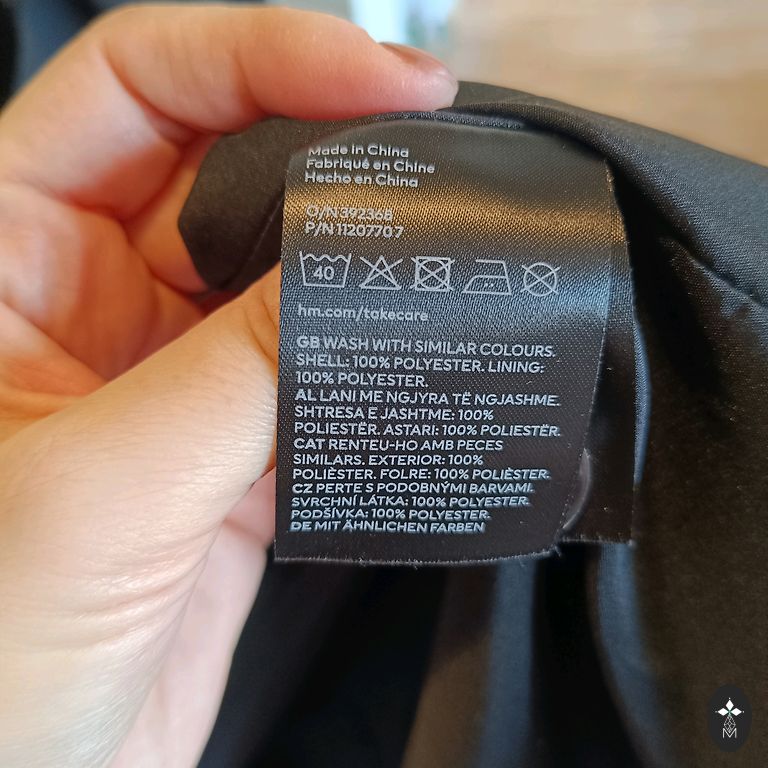 Made in China
Fabriqué en Chine
Hecho en China
O/N 392368
P/N 11207707
40
hm.com/takecare
GB WASH WITH SIMILAR COLOURS.
SHELL: 100% POLYESTER. LINING:
100% POLYESTER.
AL LANI ME NGJYRA TË NGJASHME.
SHTRESA E JASHTME: 100%
POLIESTËR. ASTARI: 100% POLIESTËR.
CAT RENTEU-HO AMB PECES
SIMILARS. EXTERIOR: 100%
POLIÈSTER. FOLRE: 100% POLIÈSTER.
CZ PERTE S PODOBNÝMI BARVAMI.
SVRCHNÍ LÁTKA: 100% POLYESTER.
PODŠÍVKA: 100% POLYESTER.
DE MIT ÄHNLICHEN FARBEN
M